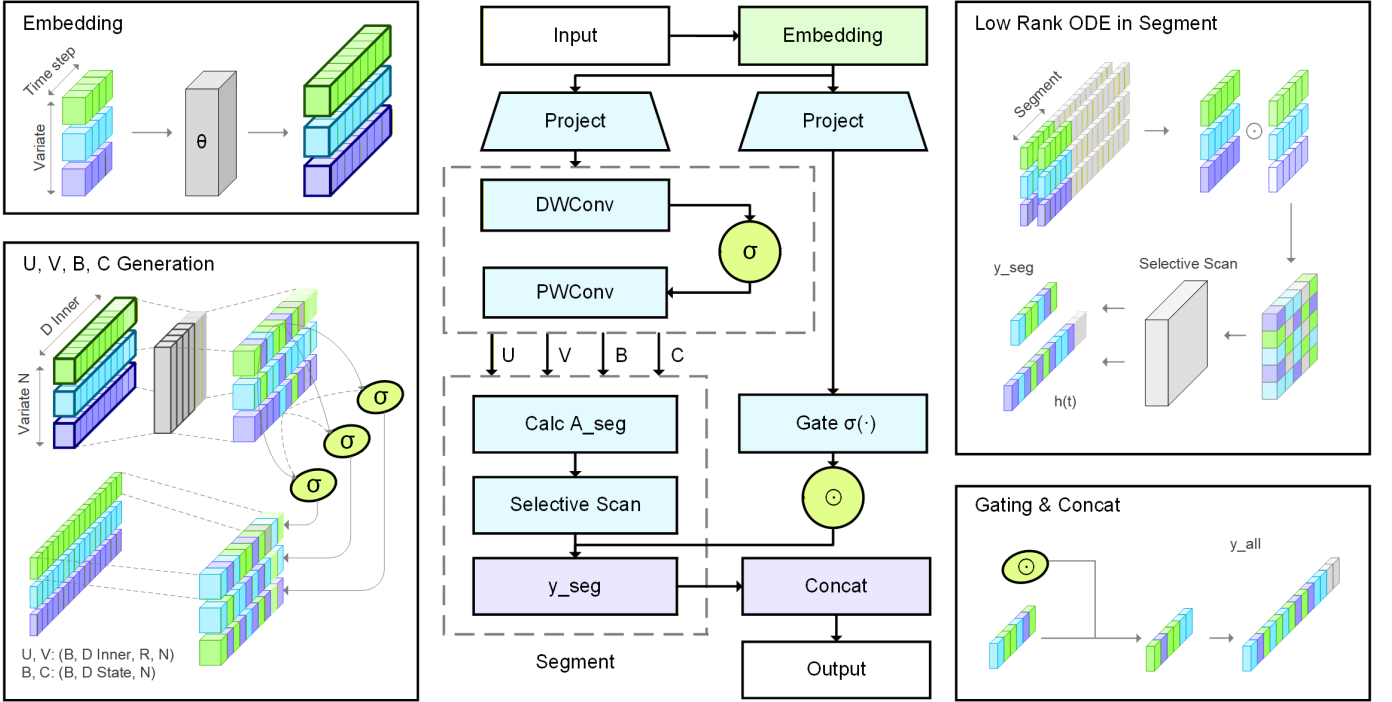 Embedding
Time step
Variate
θ
U, V, B, C Generation
D Inner
Variate N
σ
σ
σ
U, V: (B, D Inner, R, N)
B, C: (B, D State, N)
Input
Embedding
Project
Project
DWConv
σ
PWConv
U
V
B
C
Calc A_seg
Gate σ(·)
Selective Scan
⊙
y_seg
Concat
Segment
Output
Low Rank ODE in Segment
Segment
⊙
y_seg
Selective Scan
h(t)
Gating & Concat
⊙
y_all